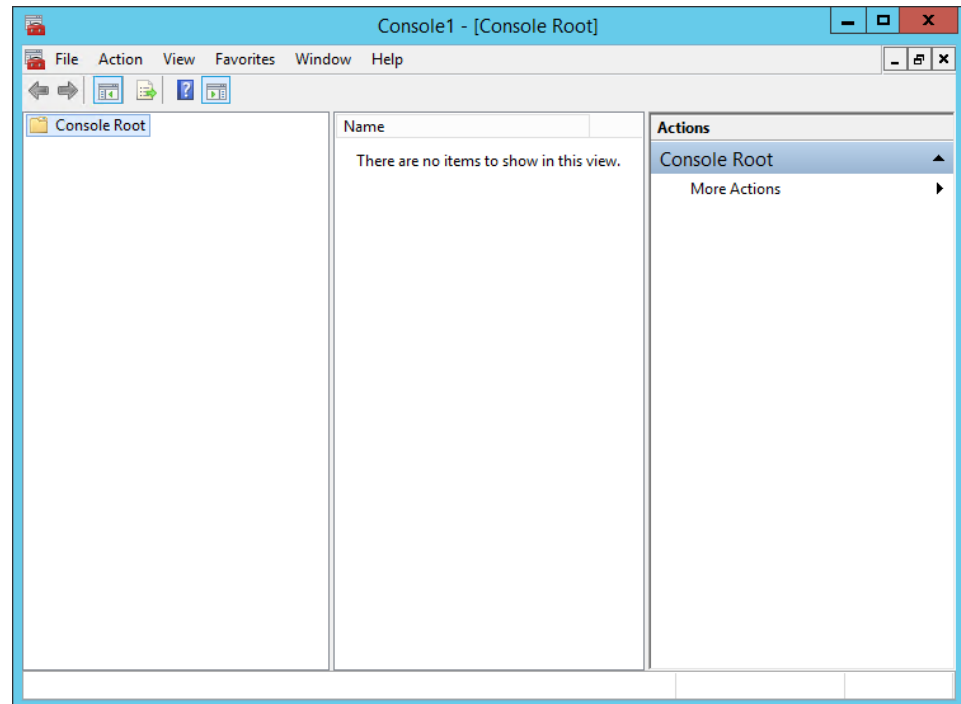 Console1 - [Console Root]
File Action View Favorites Window Help
Console Root
Name
There are no items to show in this view.
Actions
Console Root
More Actions